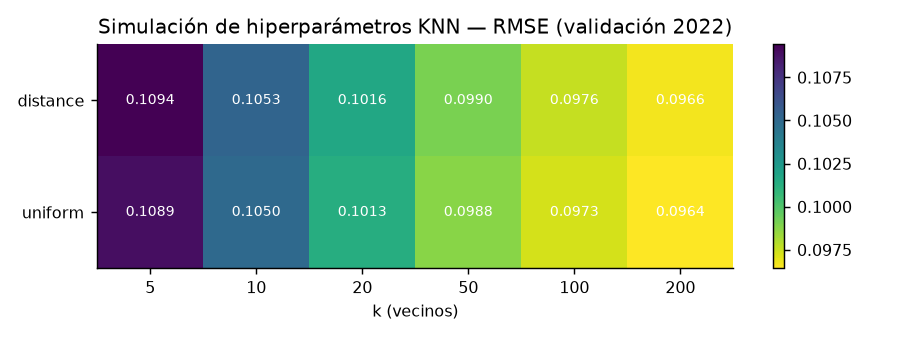 Simulación de hiperparámetros KNN — RMSE (validación 2022)
distance 0.1094 0.1053 0.1016 0.0990 0.0976 0.0966
uniform 0.1089 0.1050 0.1013 0.0988 0.0973 0.0964
5 10 20 50 100 200
k (vecinos)
0.1075
0.1050
0.1025
0.1000
0.0975